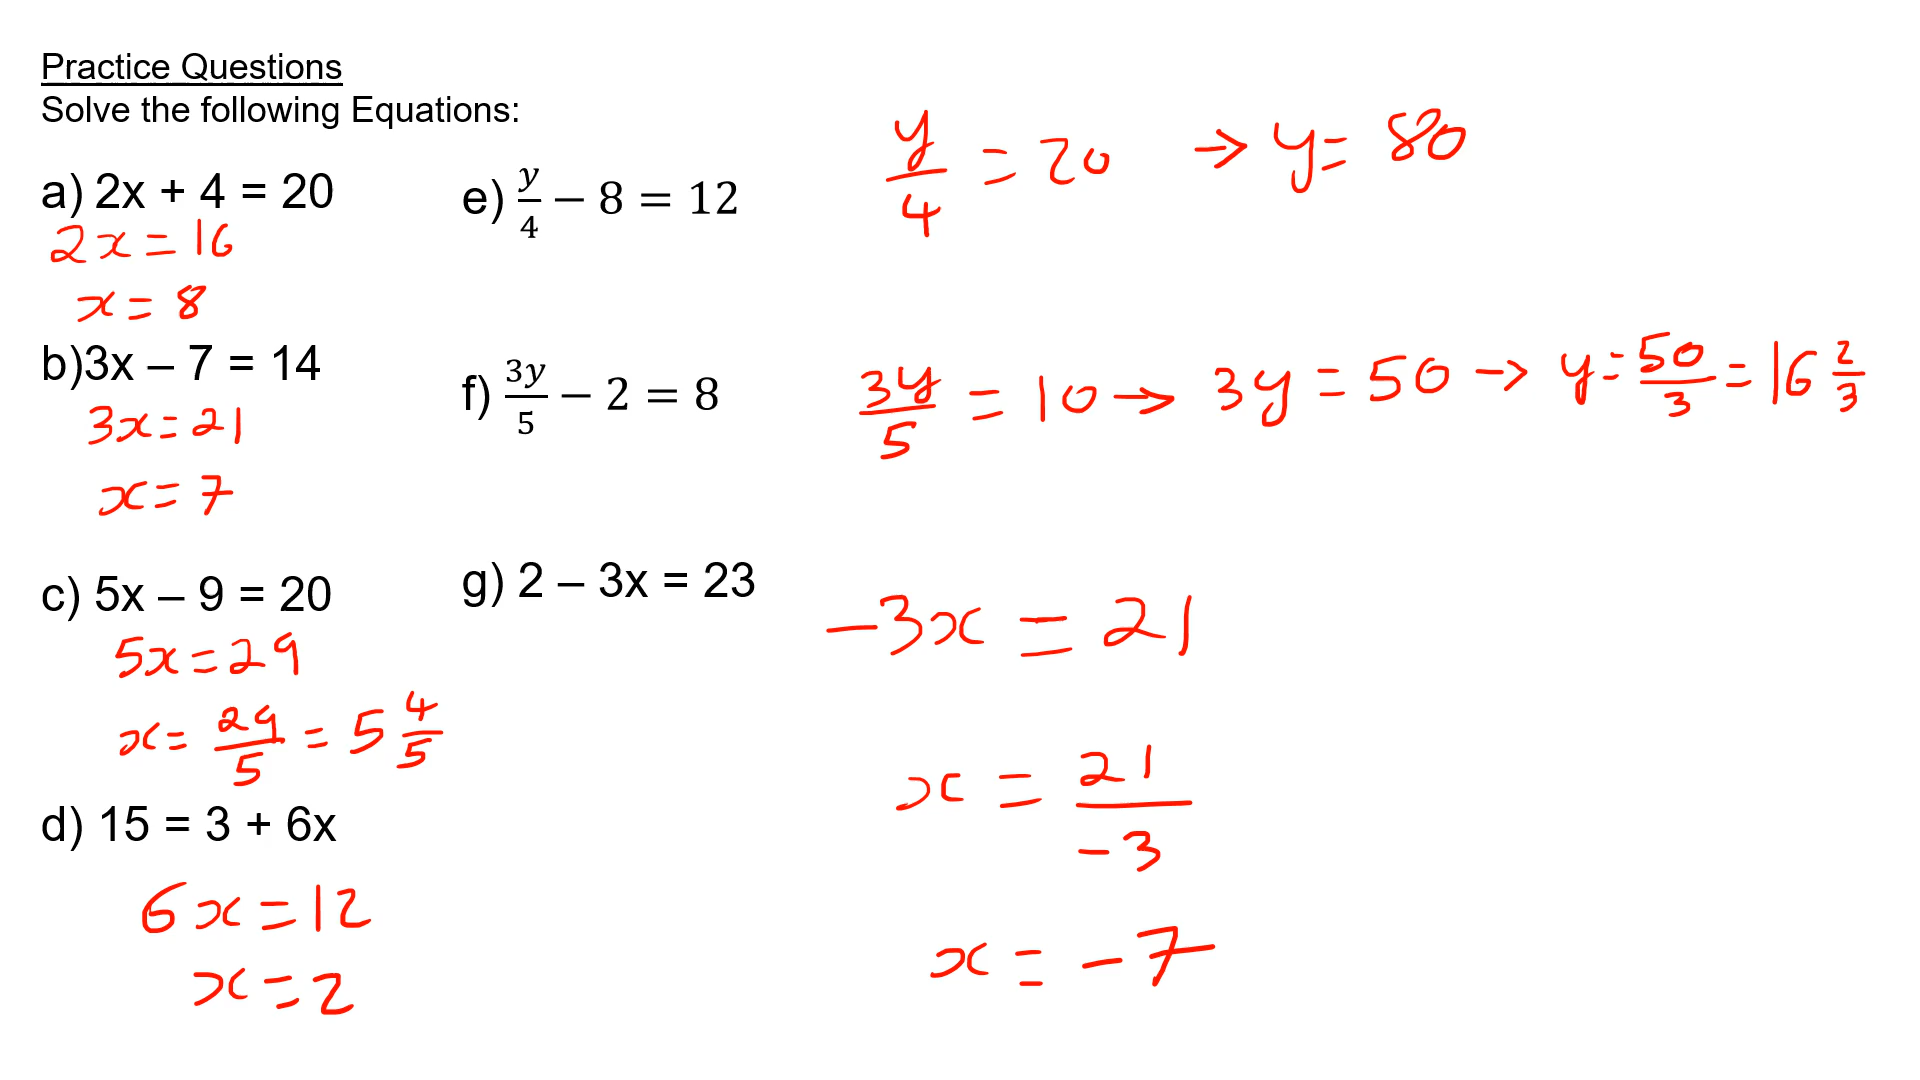 Practice Questions
Solve the following Equations:
a) 2x + 4 = 20
2x = 16
x = 8
b)3x – 7 = 14
3x = 21
x = 7
c) 5x – 9 = 20
5x = 29
x = 29/5 = 5 4/5
d) 15 = 3 + 6x
6x = 12
x = 2
e) y/4 − 8 = 12
y/4 = 20 → y = 80
f) 3y/5 − 2 = 8
3y/5 = 10 → 3y = 50 → y = 50/3 = 16 2/3
g) 2 – 3x = 23
-3x = 21
x = 21/-3
x = -7